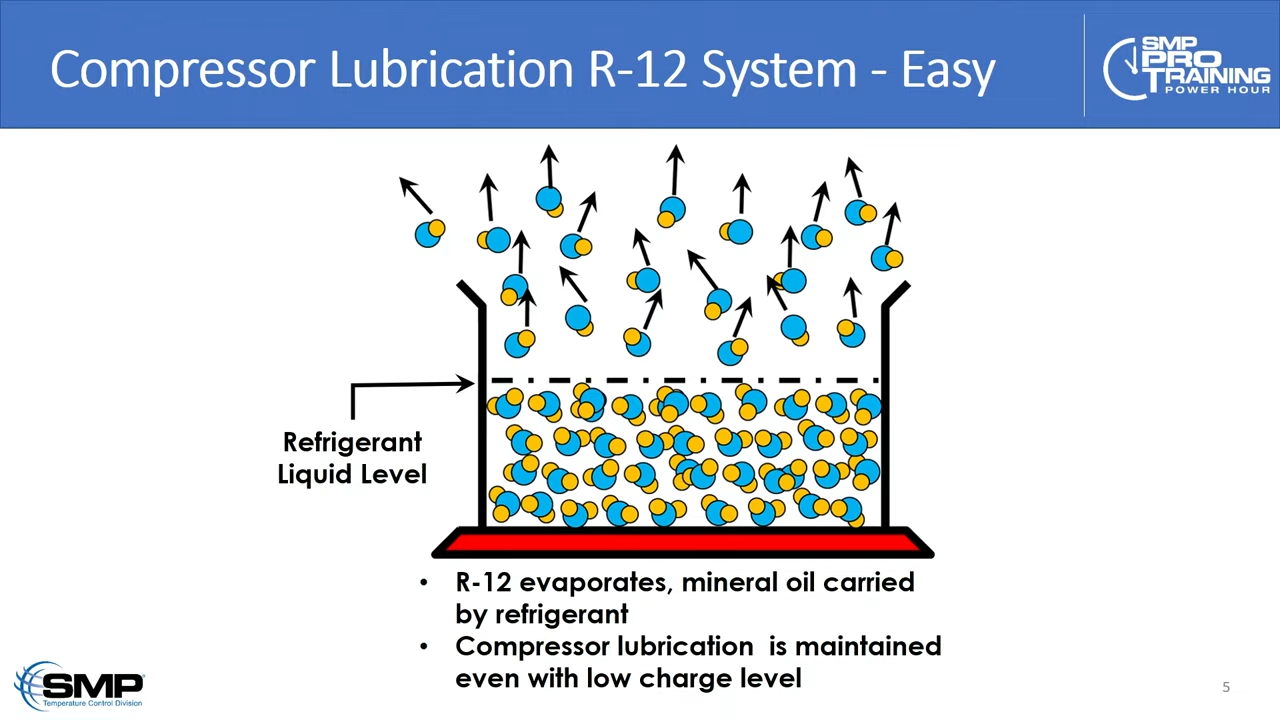 Compressor Lubrication R-12 System - Easy
SMP
PRO
TRAINING
POWER HOUR
Refrigerant
Liquid Level
• R-12 evaporates, mineral oil carried
by refrigerant
• Compressor lubrication is maintained
even with low charge level
SMP
Temperature Control Division
5